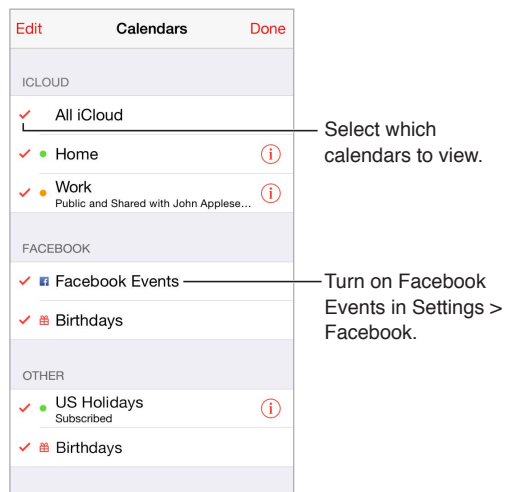 Edit Calendars Done
ICLOUD
All iCloud
Home
Work
Public and Shared with John Applese…
Select which
calendars to view.
FACEBOOK
Facebook Events
Birthdays
Turn on Facebook
Events in Settings >
Facebook.
OTHER
US Holidays
Subscribed
Birthdays